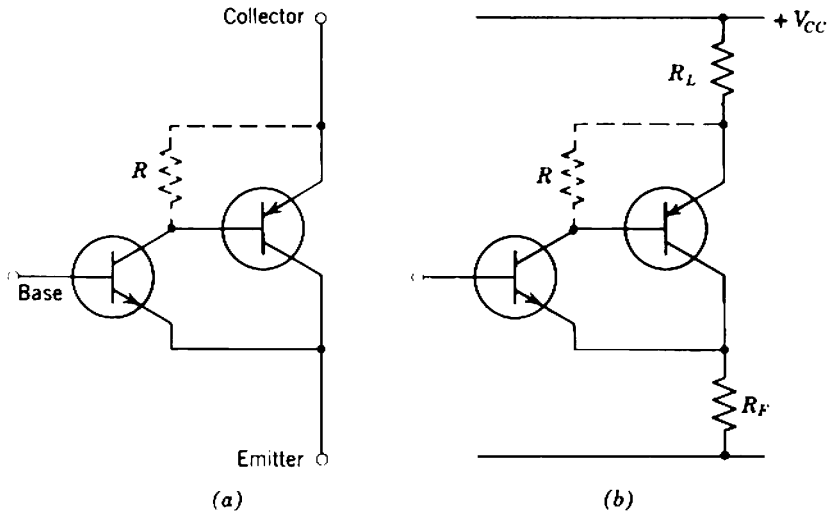 Collector
R
Base
Emitter
(a)
+ V_CC
R_L
R
R_F
(b)